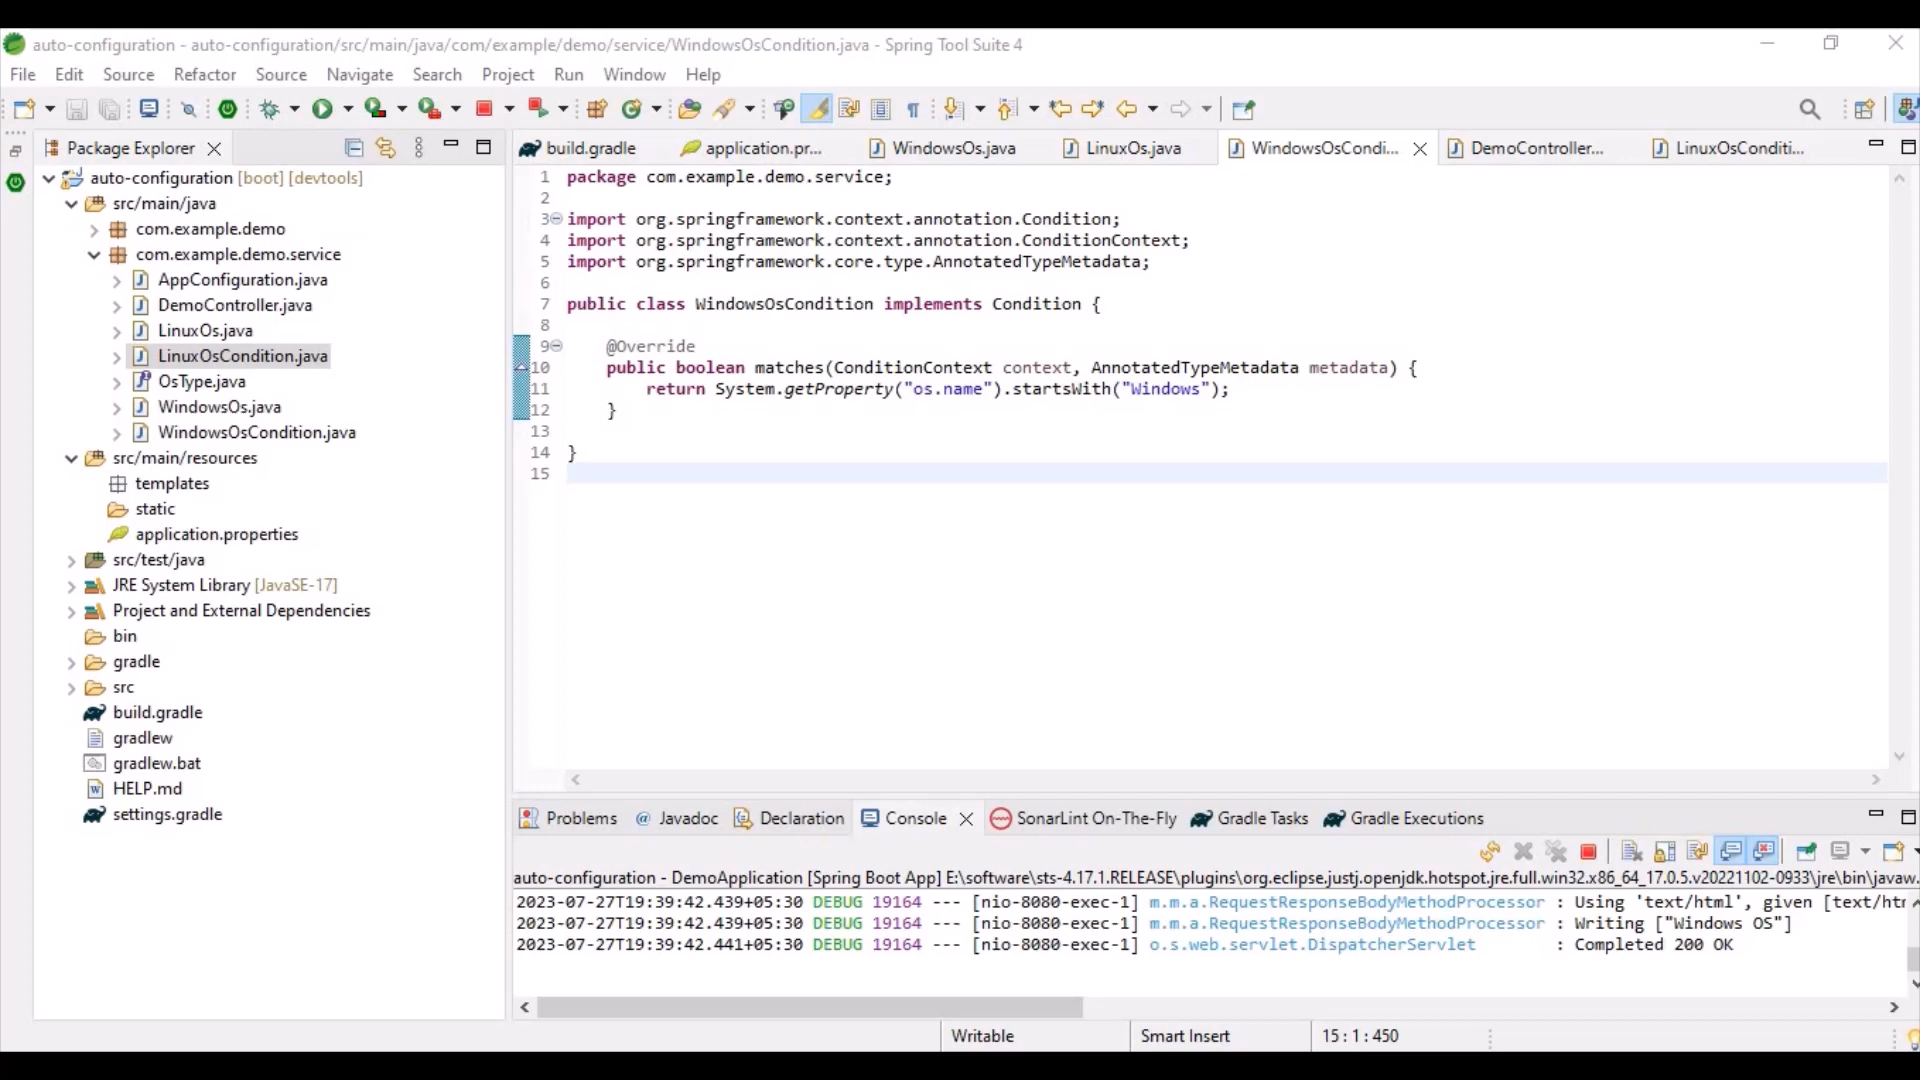 auto-configuration - auto-configuration/src/main/java/com/example/demo/service/WindowsOsCondition.java - Spring Tool Suite 4
File Edit Source Refactor Source Navigate Search Project Run Window Help
Package Explorer
auto-configuration [boot] [devtools]
src/main/java
com.example.demo
com.example.demo.service
AppConfiguration.java
DemoController.java
LinuxOs.java
LinuxOsCondition.java
OsType.java
WindowsOs.java
WindowsOsCondition.java
src/main/resources
templates
static
application.properties
src/test/java
JRE System Library [JavaSE-17]
Project and External Dependencies
bin
gradle
src
build.gradle
gradlew
gradlew.bat
HELP.md
settings.gradle
build.gradle application.pr... WindowsOs.java LinuxOs.java WindowsOsCondi... DemoController... LinuxOsConditi...
1 package com.example.demo.service;
2
3 import org.springframework.context.annotation.Condition;
4 import org.springframework.context.annotation.ConditionContext;
5 import org.springframework.core.type.AnnotatedTypeMetadata;
6
7 public class WindowsOsCondition implements Condition {
8
9 @Override
10 public boolean matches(ConditionContext context, AnnotatedTypeMetadata metadata) {
11 return System.getProperty("os.name").startsWith("Windows");
12 }
13
14 }
15
Problems Javadoc Declaration Console SonarLint On-The-Fly Gradle Tasks Gradle Executions
auto-configuration - DemoApplication [Spring Boot App] E:\software\sts-4.17.1.RELEASE\plugins\org.eclipse.justj.openjdk.hotspot.jre.full.win32.x86_64_17.0.5.v20221102-0933\jre\bin\javaw.
2023-07-27T19:39:42.439+05:30 DEBUG 19164 --- [nio-8080-exec-1] m.m.a.RequestResponseBodyMethodProcessor : Using 'text/html', given [text/htm
2023-07-27T19:39:42.439+05:30 DEBUG 19164 --- [nio-8080-exec-1] m.m.a.RequestResponseBodyMethodProcessor : Writing ["Windows OS"]
2023-07-27T19:39:42.441+05:30 DEBUG 19164 --- [nio-8080-exec-1] o.s.web.servlet.DispatcherServlet : Completed 200 OK
Writable Smart Insert 15 : 1 : 450